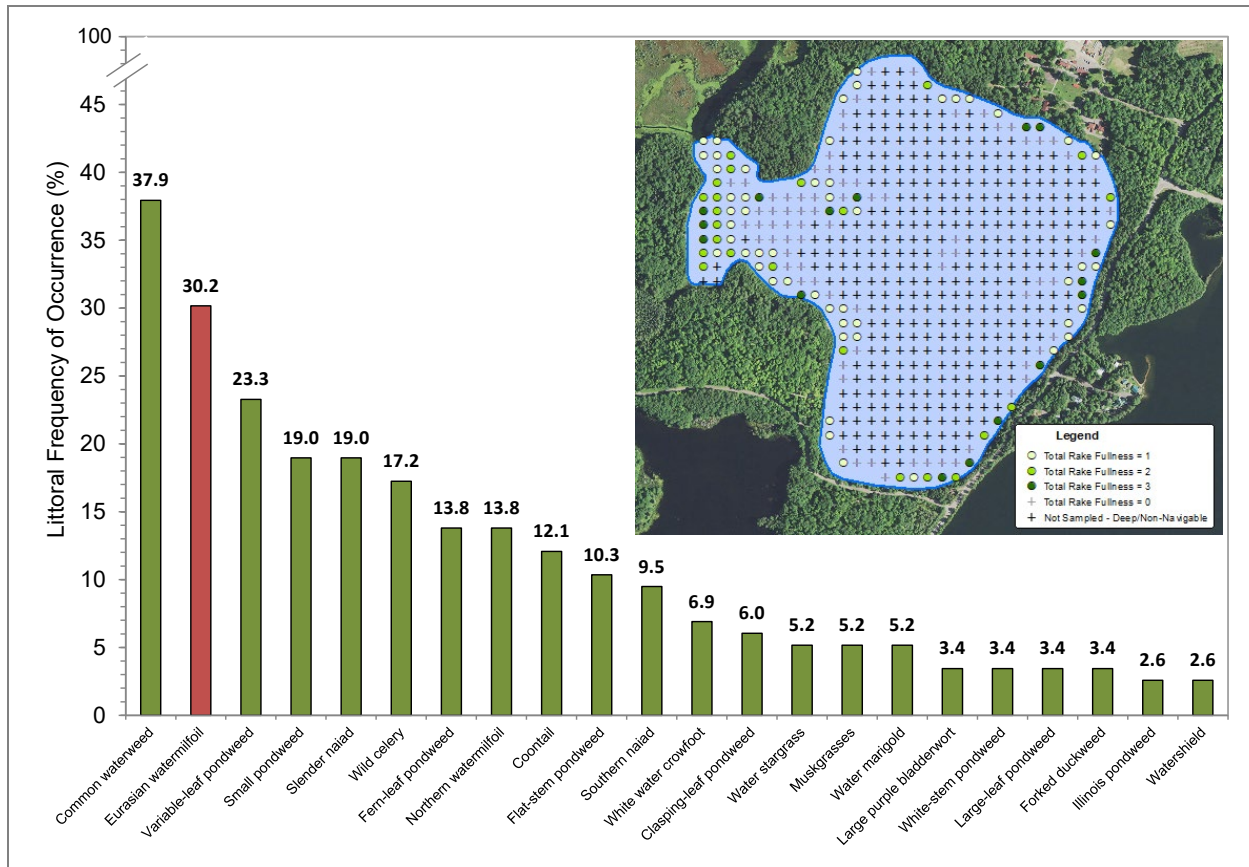 Littoral Frequency of Occurrence (%)
100
45
40
35
30
25
20
15
10
5
0
37.9
30.2
23.3
19.0
19.0
17.2
13.8
13.8
12.1
10.3
9.5
6.9
6.0
5.2
5.2
5.2
3.4
3.4
3.4
3.4
2.6
2.6
Common waterweed
Eurasian watermilfoil
Variable-leaf pondweed
Small pondweed
Slender naiad
Wild celery
Fern-leaf pondweed
Northern watermilfoil
Coontail
Flat-stem pondweed
Southern naiad
White water crowfoot
Clasping-leaf pondweed
Water stargrass
Muskgrasses
Water marigold
Large purple bladderwort
White-stem pondweed
Large-leaf pondweed
Forked duckweed
Illinois pondweed
Watershield
Legend
Total Rake Fullness = 1
Total Rake Fullness = 2
Total Rake Fullness = 3
Total Rake Fullness = 0
Not Sampled - Deep/Non-Navigable